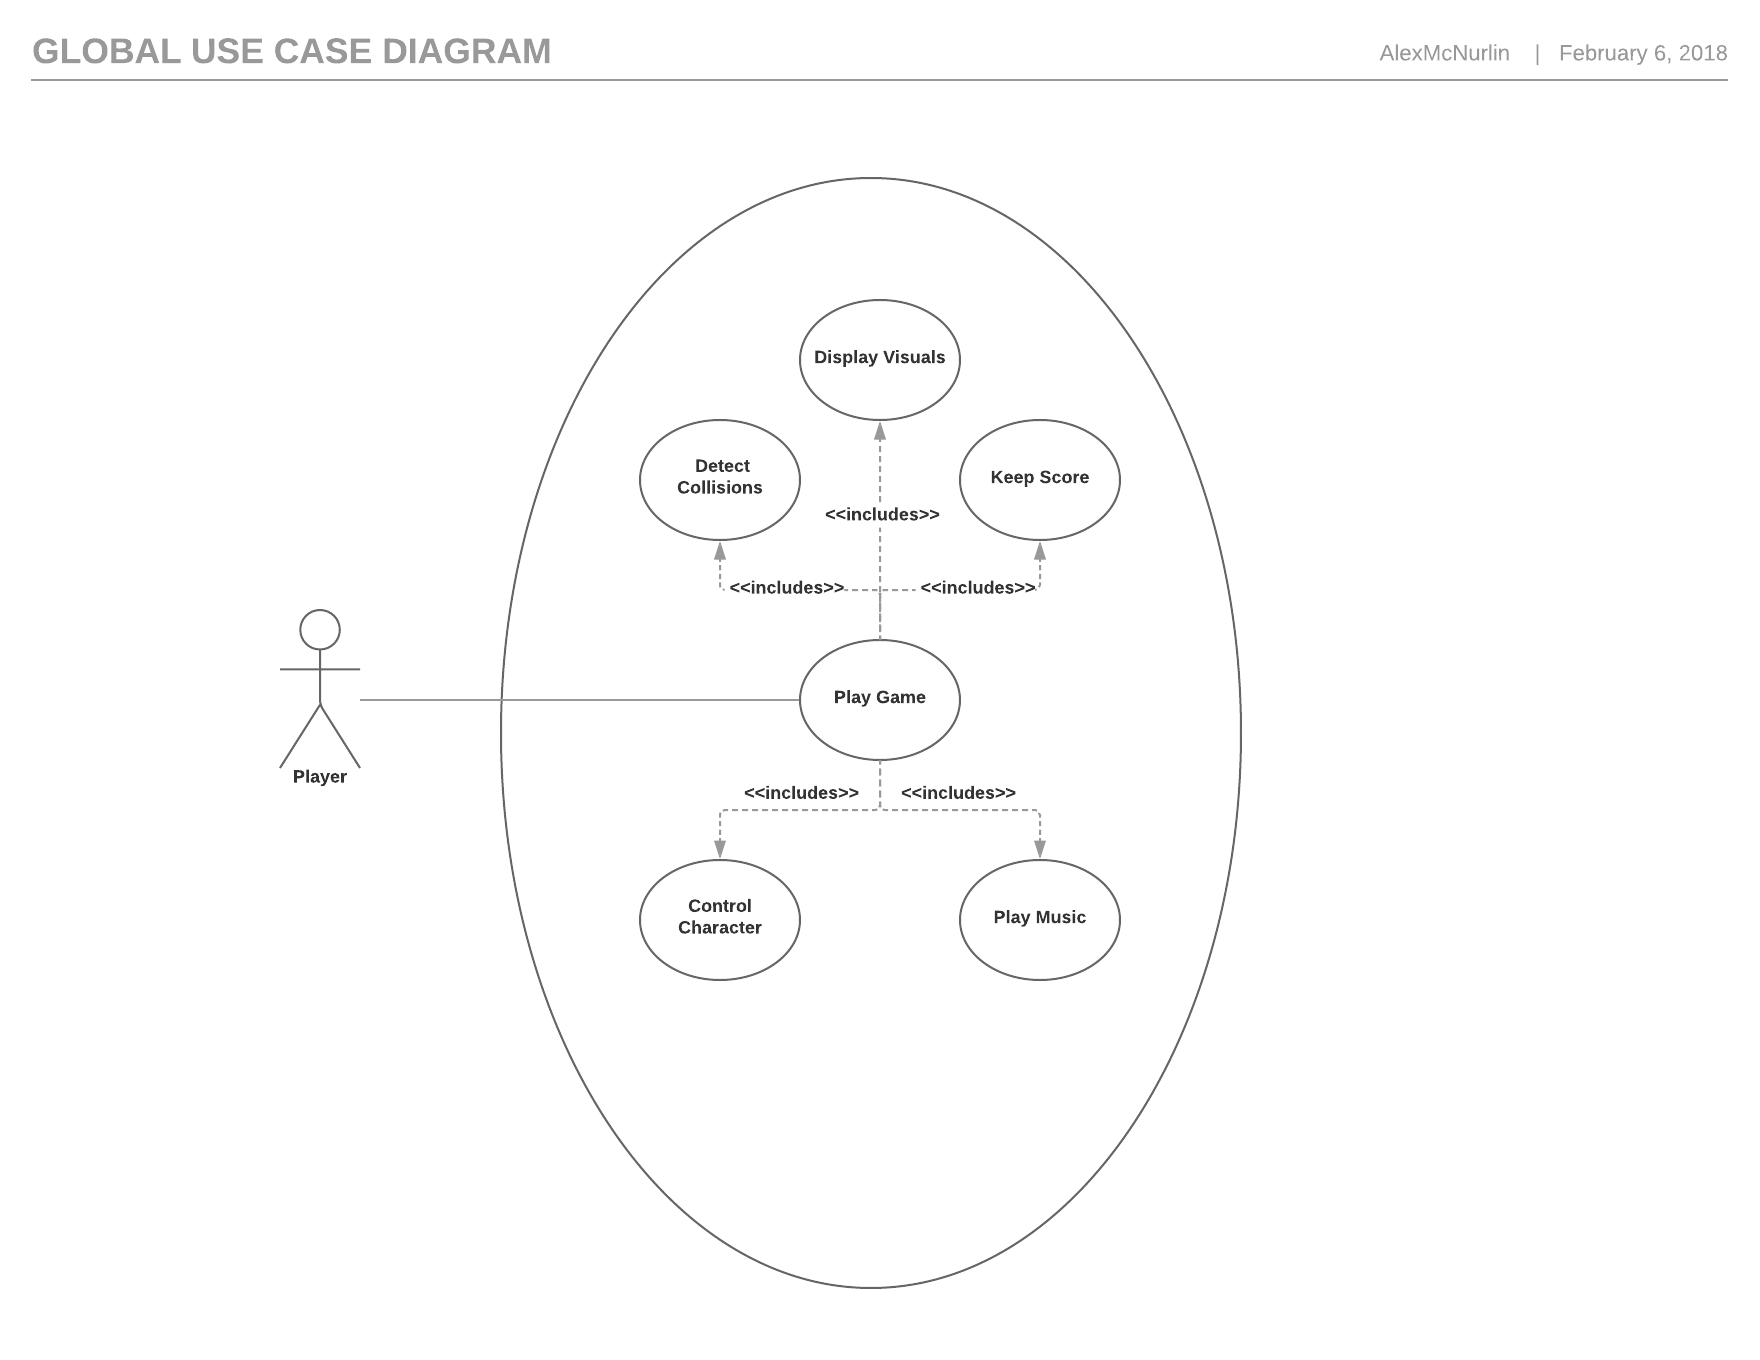 GLOBAL USE CASE DIAGRAM
AlexMcNurlin | February 6, 2018
Display Visuals
Detect
Collisions
Keep Score
<<includes>>
<<includes>>
<<includes>>
Play Game
Player
<<includes>>
<<includes>>
Control
Character
Play Music